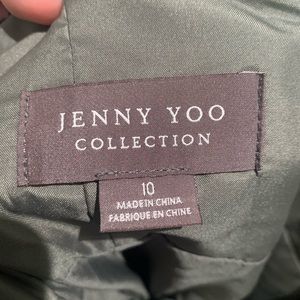 JENNY YOO
COLLECTION
10
MADE IN CHINA
FABRIQUE EN CHINE